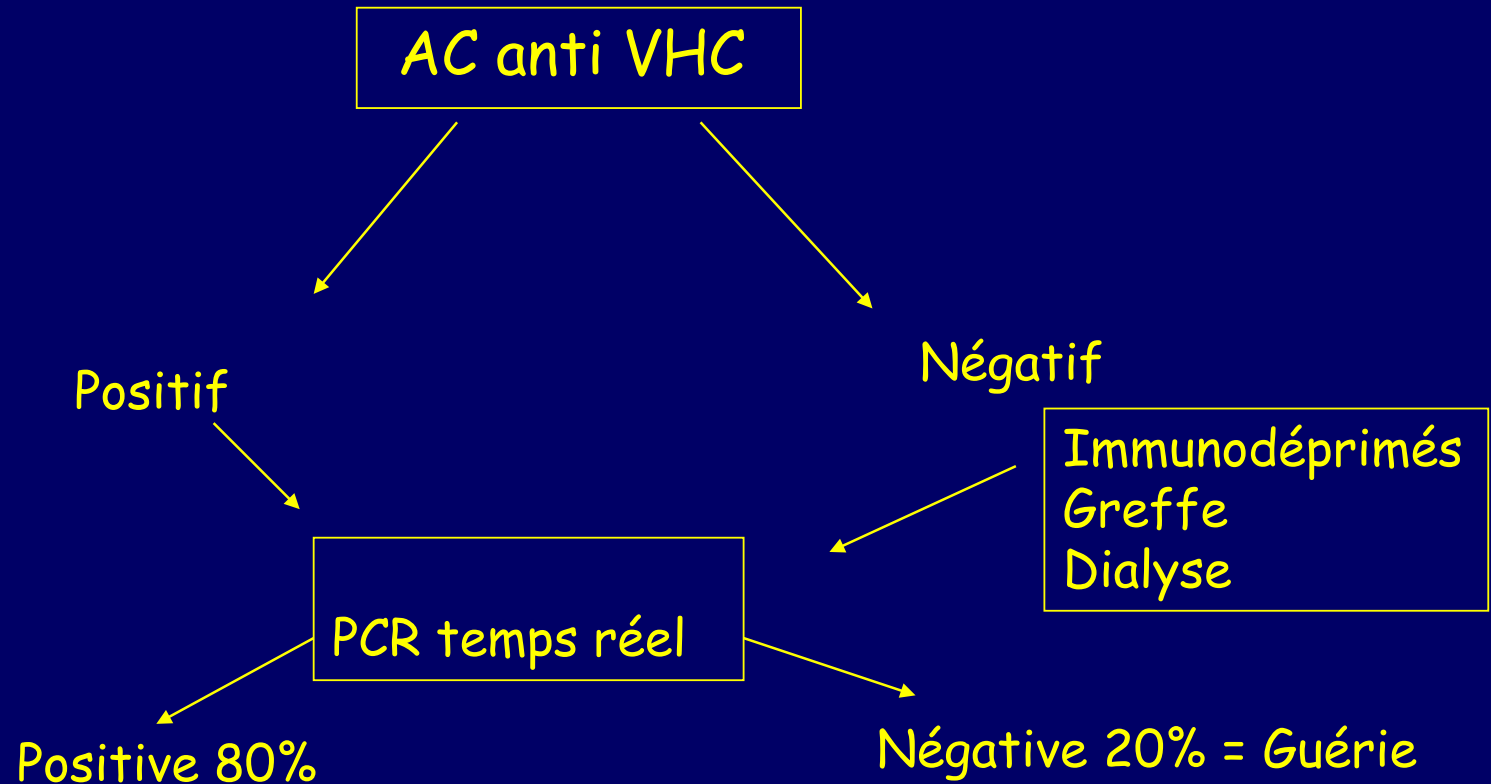 AC anti VHC
Négatif
Positif
Immunodéprimés
Greffe
Dialyse
PCR temps réel
Négative 20% = Guérie
Positive 80%